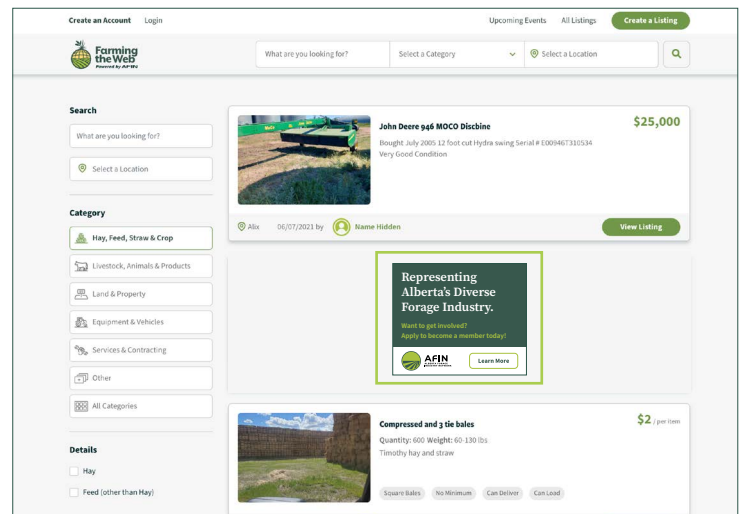 Create an Account Login Upcoming Events All Listings Create a Listing
Farming
the Web
Powered by AFIN
What are you looking for? Select a Category Select a Location
Search
What are you looking for?
Select a Location
Category
Hay, Feed, Straw & Crop
Livestock, Animals & Products
Land & Property
Equipment & Vehicles
Services & Contracting
Other
All Categories
Details
Hay
Feed (other than Hay)
John Deere 946 MOCO Discbine
$25,000
Bought July 2005 12 foot cut Hydra swing Serial # E00946T310534
Very Good Condition
Alix 06/07/2021 by Name Hidden View Listing
Representing
Alberta's Diverse
Forage Industry.
Want to get involved?
Apply to become a member today!
AFIN
Learn More
Compressed and 3 tie bales
$2 / per item
Quantity: 600 Weight: 60-130 lbs
Timothy hay and straw
Square Bales No Minimum Can Deliver Can Load